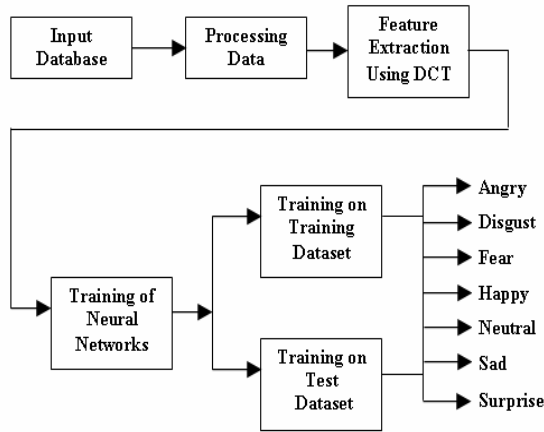 Input
Database
Processing
Data
Feature
Extraction
Using DCT
Training of
Neural
Networks
Training on
Training
Dataset
Training on
Test
Dataset
Angry
Disgust
Fear
Happy
Neutral
Sad
Surprise